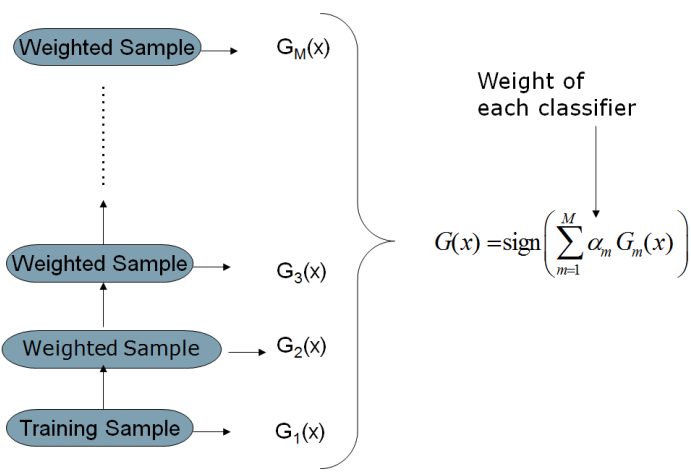 Weighted Sample
G_M(x)
Weight of
each classifier
G(x) =sign(∑_{m=1}^{M} α_m G_m(x))
Weighted Sample
G_3(x)
Weighted Sample
G_2(x)
Training Sample
G_1(x)